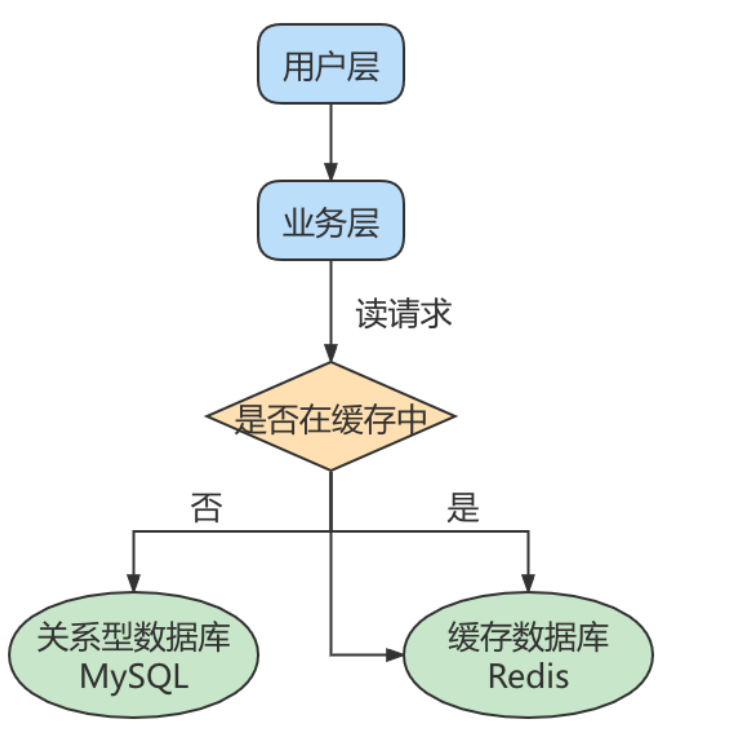 用户层
业务层
读请求
是否在缓存中
否
是
关系型数据库
MySQL
缓存数据库
Redis